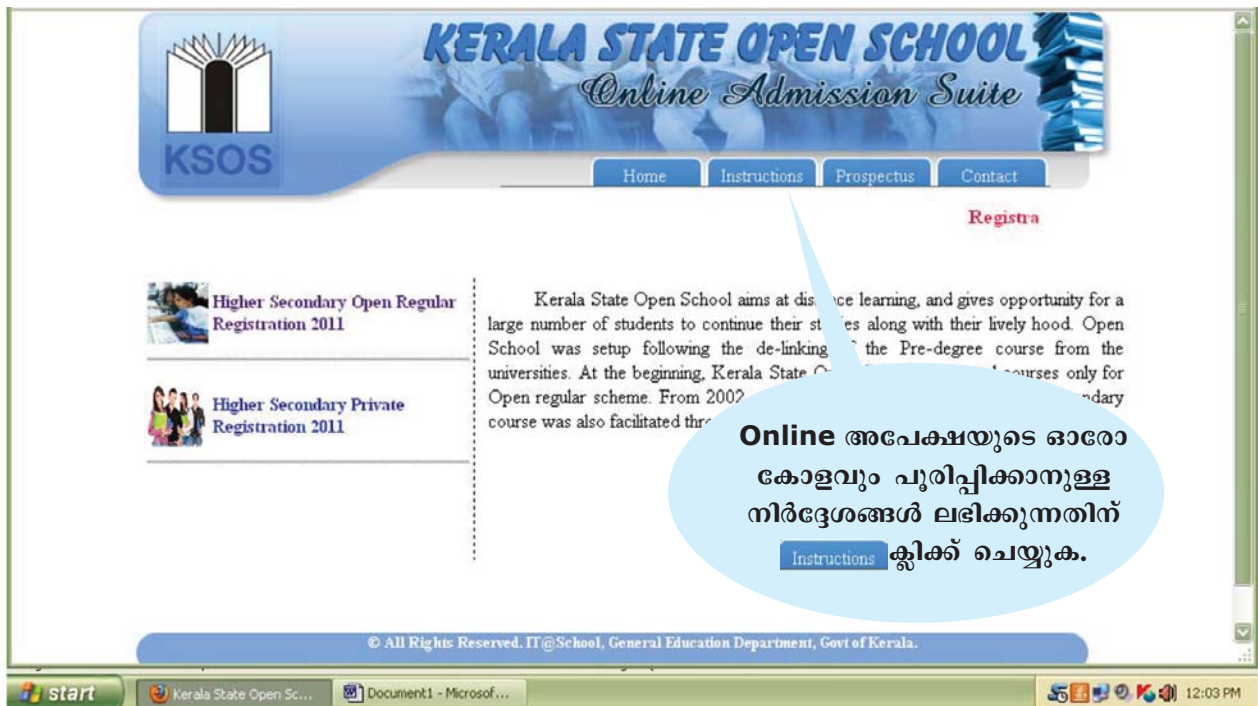 KERALA STATE OPEN SCHOOL
Online Admission Suite
KSOS
Home Instructions Prospectus Contact
Registra
Higher Secondary Open Regular
Registration 2011
Higher Secondary Private
Registration 2011
Kerala State Open School aims at dis ce learning, and gives opportunity for a
large number of students to continue their st es along with their lively hood. Open
School was setup following the de-linking the Pre-degree course from the
universities. At the beginning, Kerala State courses only for
Open regular scheme. From 2002
course was also facilitated
Online അപേക്ഷയുടെ ഓരോ
കോളവും പൂരിപ്പിക്കാനുള്ള
നിർദ്ദേശങ്ങൾ ലഭിക്കുന്നതിന്
Instructions ക്ലിക്ക് ചെയ്യുക.
© All Rights Reserved. IT@School, General Education Department, Govt of Kerala.
start Kerala State Open Sc... Document1 - Microsof... 12:03 PM